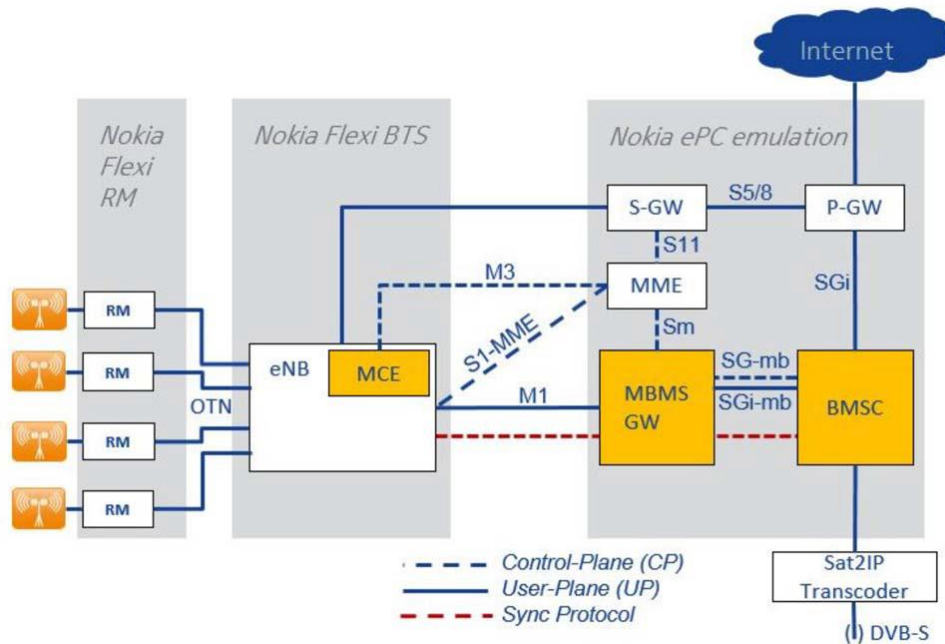 Internet
Nokia
Flexi
RM
Nokia Flexi BTS
Nokia ePC emulation
S-GW
S5/8
P-GW
S11
M3
MME
SGi
RM
Sm
S1-MME
RM
eNB
MCE
OTN
M1
MBMS
GW
SG-mb
SGi-mb
BMSC
RM
RM
Control-Plane (CP)
User-Plane (UP)
Sync Protocol
Sat2IP
Transcoder
(I) DVB-S